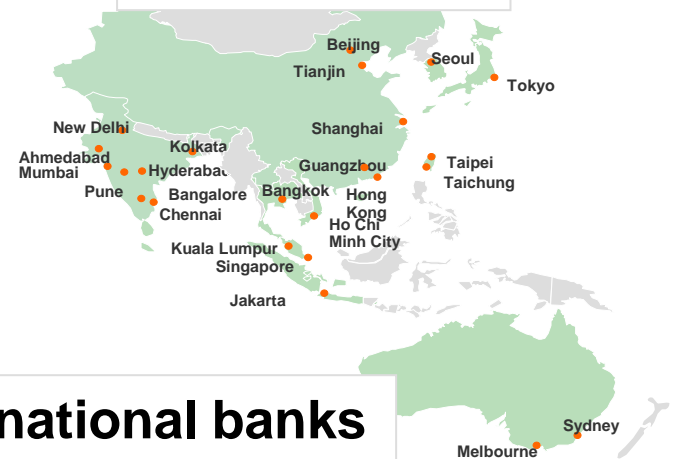 Beijing
Seoul
Tianjin
Tokyo
Shanghai
New Delhi
Kolkata
Ahmedabad
Mumbai
Hyderabad
Guangzhou
Taipei
Taichung
Pune
Bangalore
Chennai
Bangkok
Hong
Kong
Ho Chi
Minh City
Kuala Lumpur
Singapore
Jakarta
national banks
Sydney
Melbourne